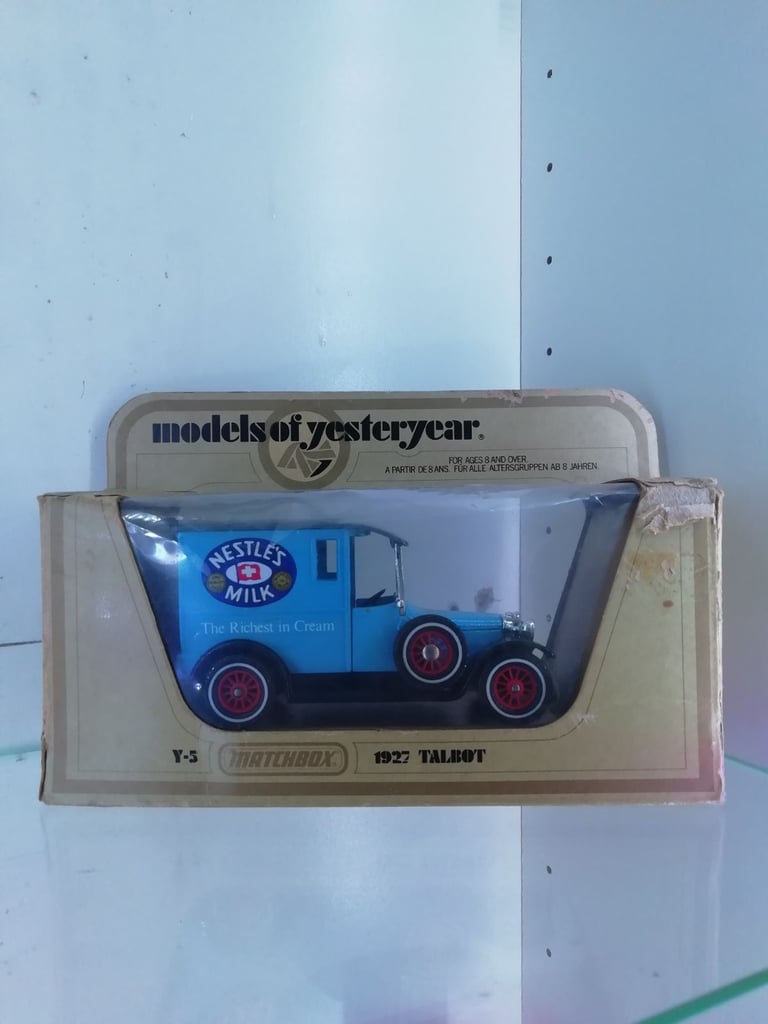 models of yesteryear®
FOR AGES 8 AND OVER.
A PARTIR DE 8 ANS. FÜR ALLE ALTERSGRUPPEN AB 8 JAHREN
NESTLÉ'S
MILK
The Richest in Cream
Y-5 MATCHBOX 1927 TALBOT